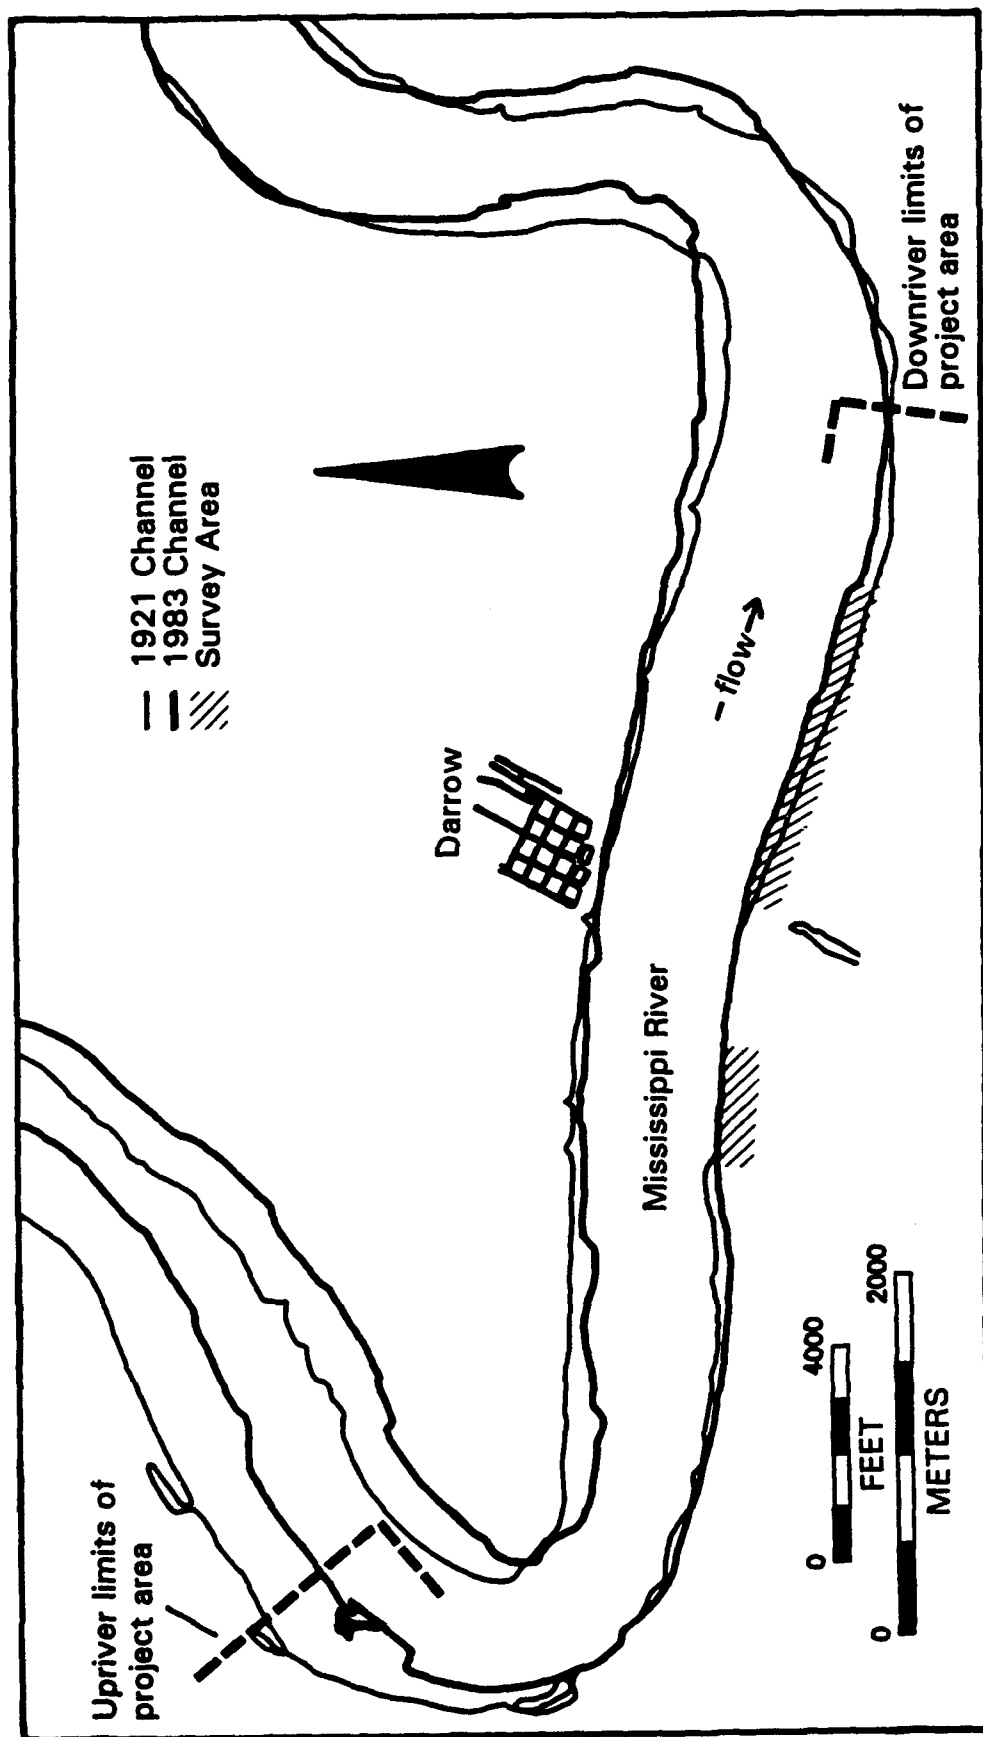 1921 Channel
1983 Channel
Survey Area
Upriver limits of
project area
Darrow
Mississippi River
– flow→
Downriver limits of
project area
0
4000
FEET
0
2000
METERS